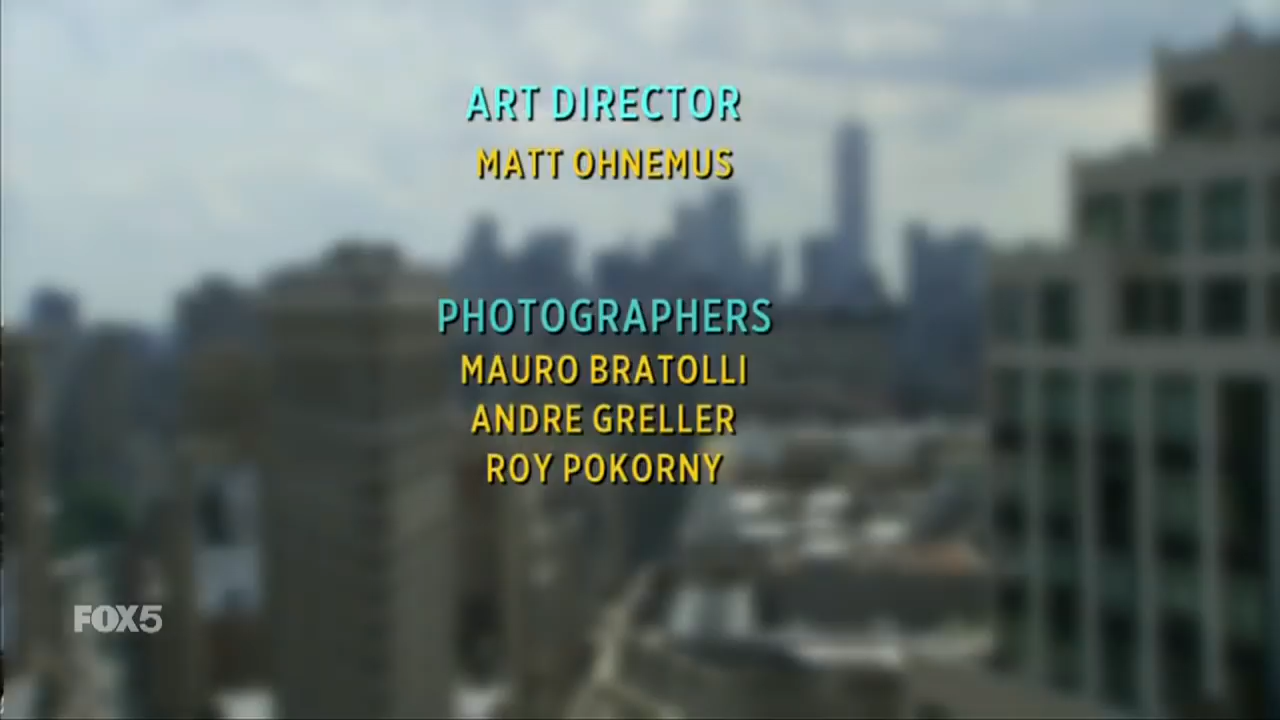 ART DIRECTOR
MATT OHNEMUS
PHOTOGRAPHERS
MAURO BRATOLLI
ANDRE GRELLER
ROY POKORNY
FOX5